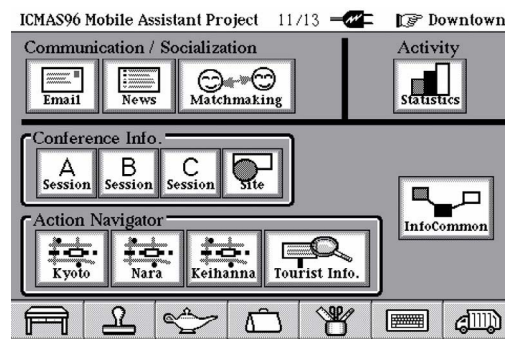 ICMAS96 Mobile Assistant Project 11/13 Downtown
Communication / Socialization
Activity
Email
News
Matchmaking
Statistics
Conference Info.
A
Session
B
Session
C
Session
Site
InfoCommon
Action Navigator
Kyoto
Nara
Keihanna
Tourist Info.